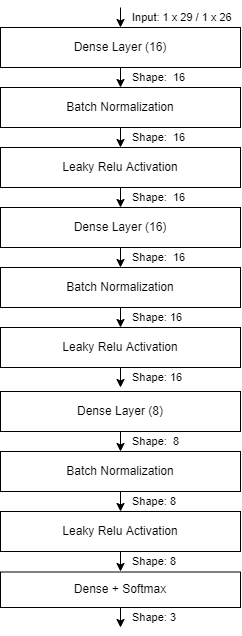 Input: 1 x 29 / 1 x 26
Dense Layer (16)
Shape: 16
Batch Normalization
Shape: 16
Leaky Relu Activation
Shape: 16
Dense Layer (16)
Shape: 16
Batch Normalization
Shape: 16
Leaky Relu Activation
Shape: 16
Dense Layer (8)
Shape: 8
Batch Normalization
Shape: 8
Leaky Relu Activation
Shape: 8
Dense + Softmax
Shape: 3